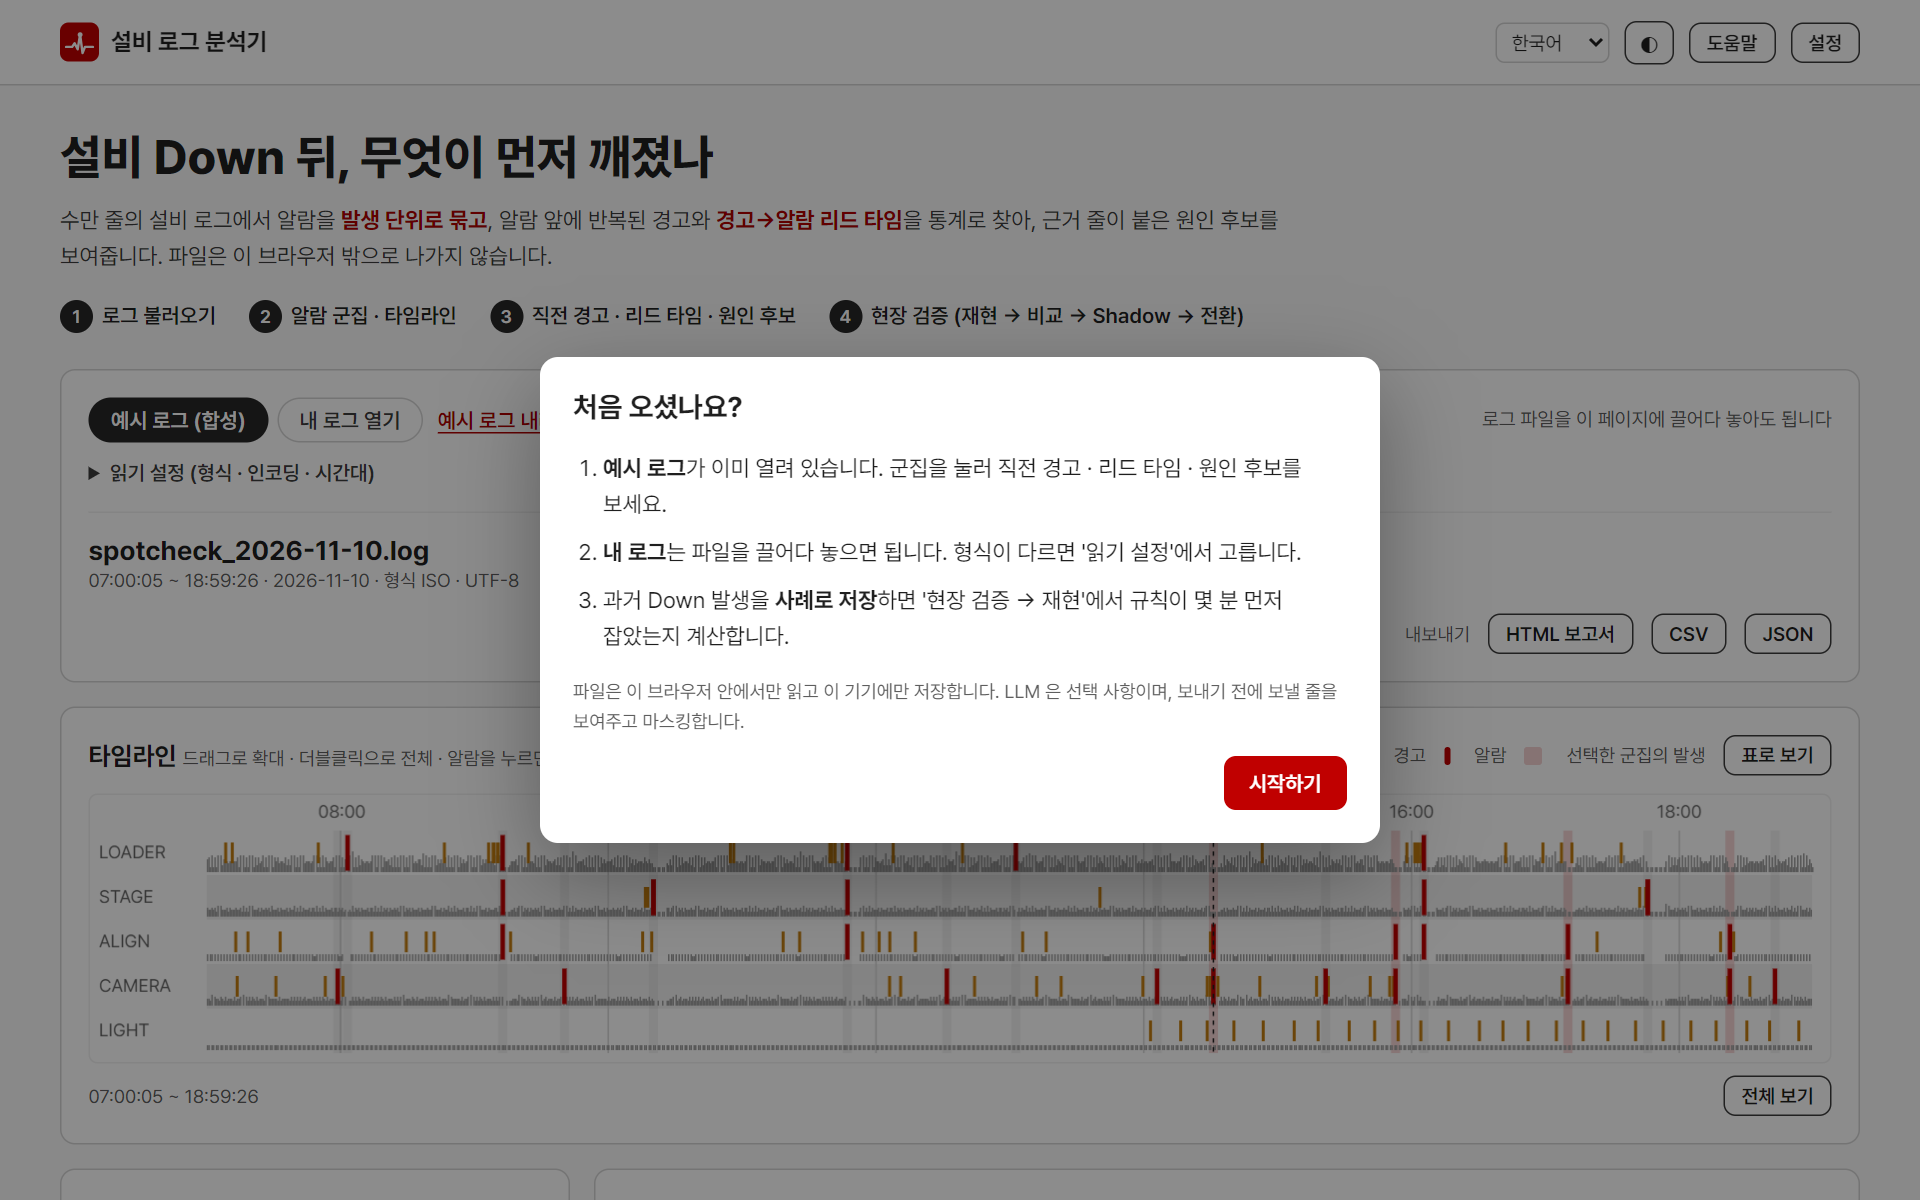 설비 로그 분석기
한국어
도움말
설정
설비 Down 뒤, 무엇이 먼저 깨졌나
수만 줄의 설비 로그에서 알람을 발생 단위로 묶고, 알람 앞에 반복된 경고와 경고→알람 리드 타임을 통계로 찾아, 근거 줄이 붙은 원인 후보를
보여줍니다. 파일은 이 브라우저 밖으로 나가지 않습니다.
1 로그 불러오기
2 알람 군집 · 타임라인
3 직전 경고 · 리드 타임 · 원인 후보
4 현장 검증 (재현 → 비교 → Shadow → 전환)
예시 로그 (합성)
내 로그 열기
예시 로그 내
로그 파일을 이 페이지에 끌어다 놓아도 됩니다
▶ 읽기 설정 (형식 · 인코딩 · 시간대)
spotcheck_2026-11-10.log
07:00:05 ~ 18:59:26 · 2026-11-10 · 형식 ISO · UTF-8
내보내기
HTML 보고서
CSV
JSON
처음 오셨나요?
1. 예시 로그가 이미 열려 있습니다. 군집을 눌러 직전 경고 · 리드 타임 · 원인 후보를
보세요.
2. 내 로그는 파일을 끌어다 놓으면 됩니다. 형식이 다르면 '읽기 설정'에서 고릅니다.
3. 과거 Down 발생을 사례로 저장하면 '현장 검증 → 재현'에서 규칙이 몇 분 먼저
잡았는지 계산합니다.
파일은 이 브라우저 안에서만 읽고 이 기기에만 저장합니다. LLM 은 선택 사항이며, 보내기 전에 보낼 줄을
보여주고 마스킹합니다.
시작하기
타임라인 드래그로 확대 · 더블클릭으로 전체 · 알람을 누르면
경고
알람
선택한 군집의 발생
표로 보기
08:00
16:00
18:00
LOADER
STAGE
ALIGN
CAMERA
LIGHT
07:00:05 ~ 18:59:26
전체 보기